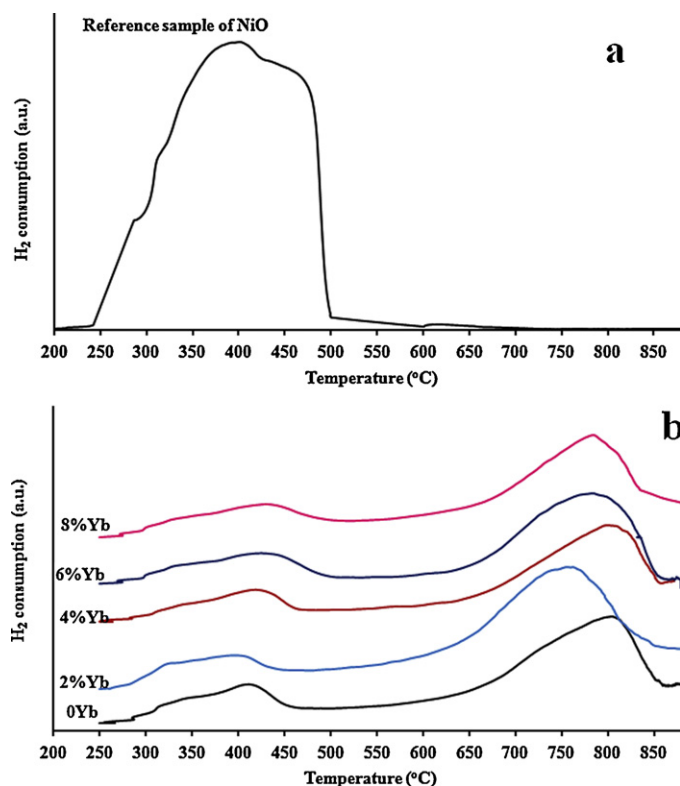 Reference sample of NiO
a
H₂ consumption (a.u.)
200 250 300 350 400 450 500 550 600 650 700 750 800 850
Temperature (°C)
b
H₂ consumption (a.u.)
8%Yb
6%Yb
4%Yb
2%Yb
0Yb
200 250 300 350 400 450 500 550 600 650 700 750 800 850
Temperature (°C)